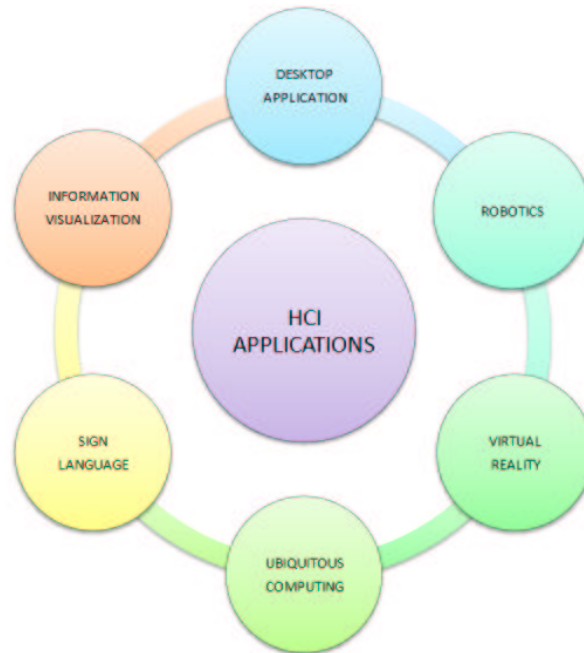 DESKTOP
APPLICATION
ROBOTICS
VIRTUAL
REALITY
UBIQUITOUS
COMPUTING
SIGN
LANGUAGE
INFORMATION
VISUALIZATION
HCI
APPLICATIONS